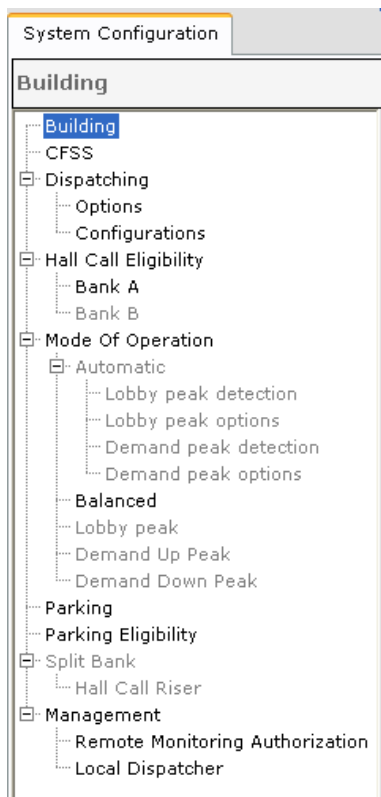 System Configuration
Building
Building
CFSS
Dispatching
Options
Configurations
Hall Call Eligibility
Bank A
Bank B
Mode Of Operation
Automatic
Lobby peak detection
Lobby peak options
Demand peak detection
Demand peak options
Balanced
Lobby peak
Demand Up Peak
Demand Down Peak
Parking
Parking Eligibility
Split Bank
Hall Call Riser
Management
Remote Monitoring Authorization
Local Dispatcher